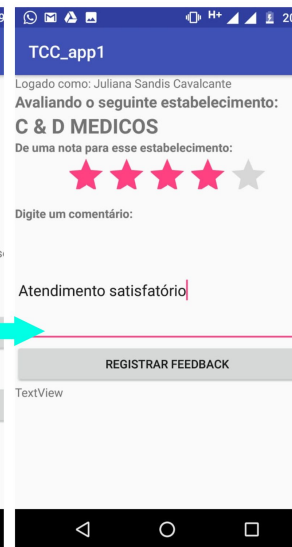 H+
20
TCC_app1
Logado como: Juliana Sandis Cavalcante
Avaliando o seguinte estabelecimento:
C & D MEDICOS
De uma nota para esse estabelecimento:
Digite um comentário:
Atendimento satisfatório
REGISTRAR FEEDBACK
TextView